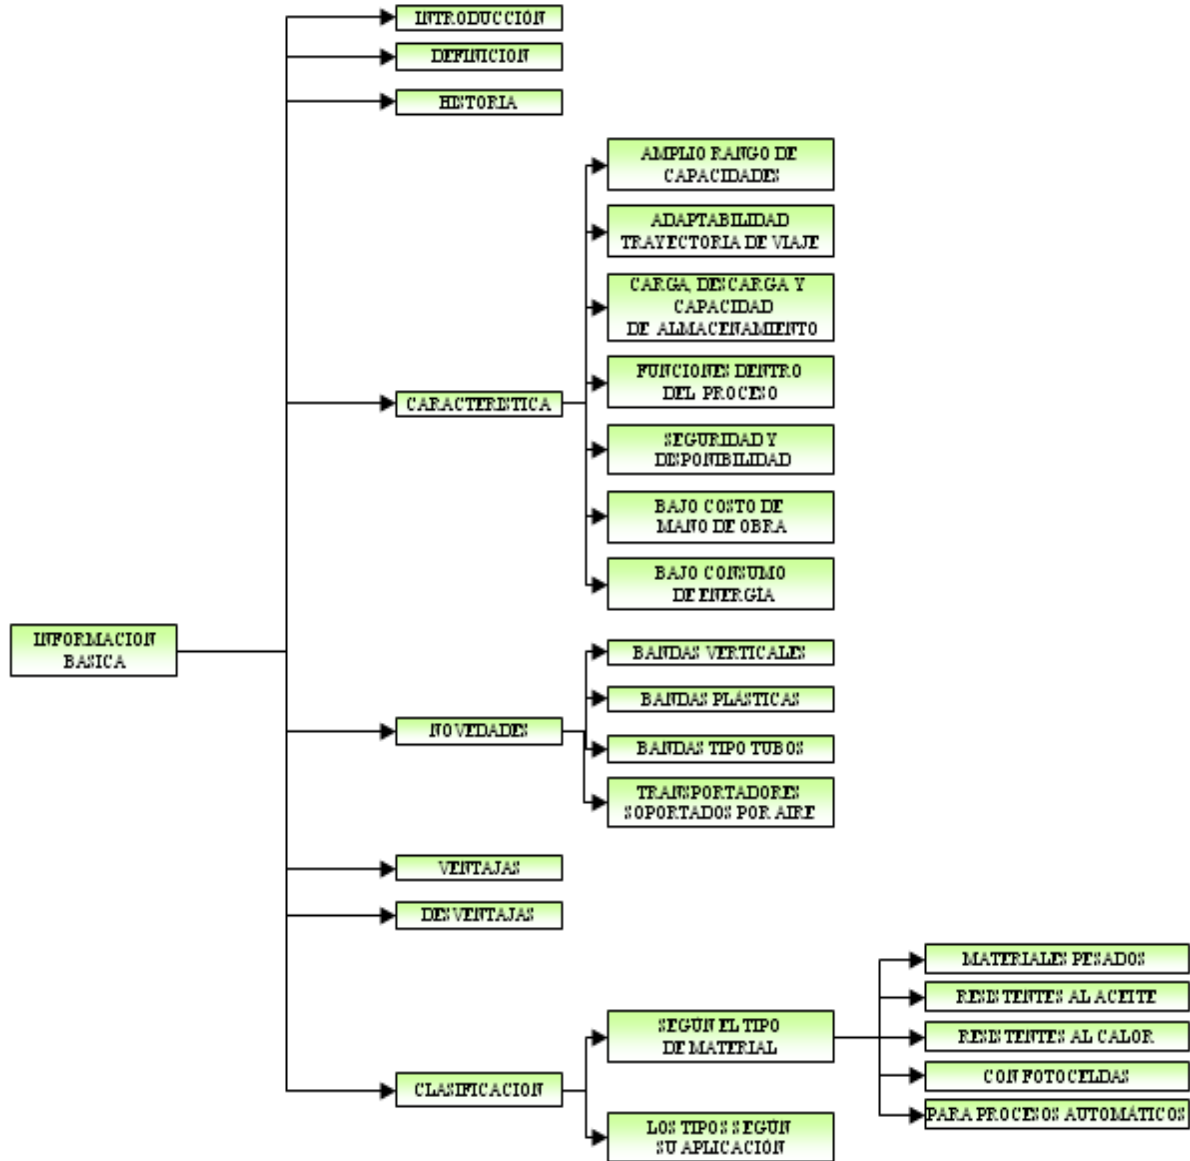 INTRODUCCIÓN
DEFINICION
HISTORIA
AMPLIO RANGO DE
CAPACIDADES
ADAPTABILIDAD
TRAYECTORIA DE VIAJE
CARGA, DESCARGA Y
CAPACIDAD
DE ALMACENAMIENTO
FUNCIONES DENTRO
DEL PROCESO
CARACTERISTICA
SEGURIDAD Y
DISPONIBILIDAD
BAJO COSTO DE
MANO DE OBRA
BAJO CONSUMO
DE ENERGÍA
INFORMACION
BASICA
BANDAS VERTICALES
BANDAS PLÁSTICAS
NOVEDADES
BANDAS TIPO TUBOS
TRANSPORTADORES
SOPORTADOS POR AIRE
VENTAJAS
DESVENTAJAS
MATERIALES PESADOS
RESISTENTES AL ACEITE
SEGÚN EL TIPO
DE MATERIAL
RESISTENTES AL CALOR
CON FOTOCELDAS
CLASIFICACION
PARA PROCESOS AUTOMÁTICOS
LOS TIPOS SEGÚN
SU APLICACIÓN